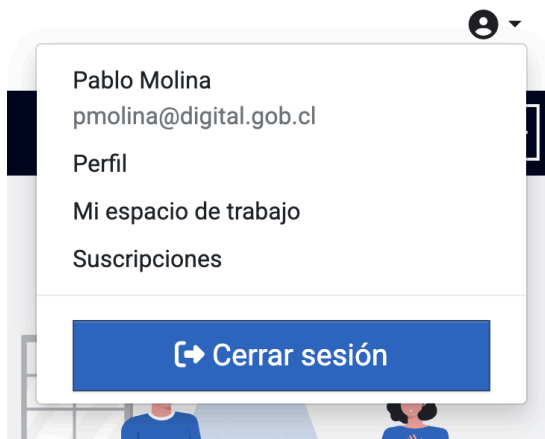 Pablo Molina
pmolina@digital.gob.cl
Perfil
Mi espacio de trabajo
Suscripciones
Cerrar sesión